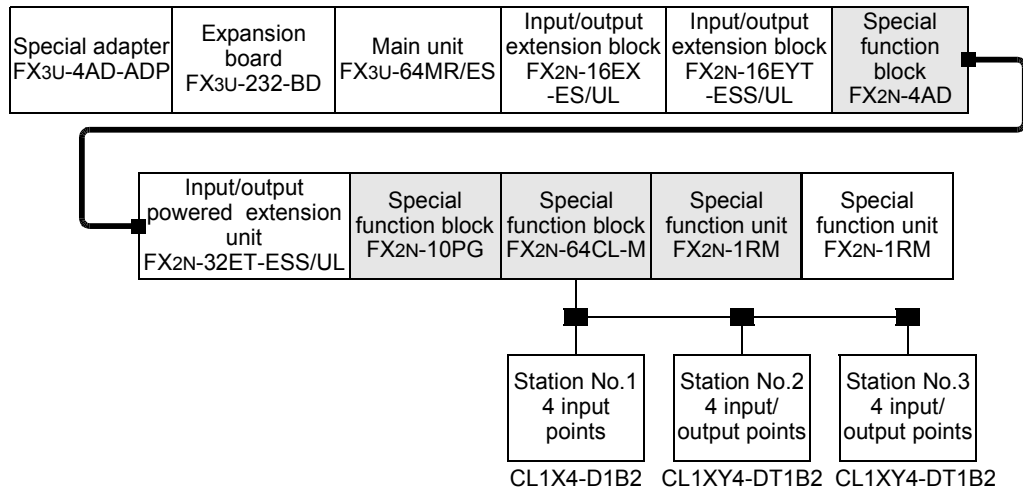 Special adapter
FX3U-4AD-ADP
Expansion
board
FX3U-232-BD
Main unit
FX3U-64MR/ES
Input/output
extension block
FX2N-16EX
-ES/UL
Input/output
extension block
FX2N-16EYT
-ESS/UL
Special
function
block
FX2N-4AD
Input/output
powered extension
unit
FX2N-32ET-ESS/UL
Special
function block
FX2N-10PG
Special
function block
FX2N-64CL-M
Special
function unit
FX2N-1RM
Special
function unit
FX2N-1RM
Station No.1
4 input
points
CL1X4-D1B2
Station No.2
4 input/
output points
CL1XY4-DT1B2
Station No.3
4 input/
output points
CL1XY4-DT1B2